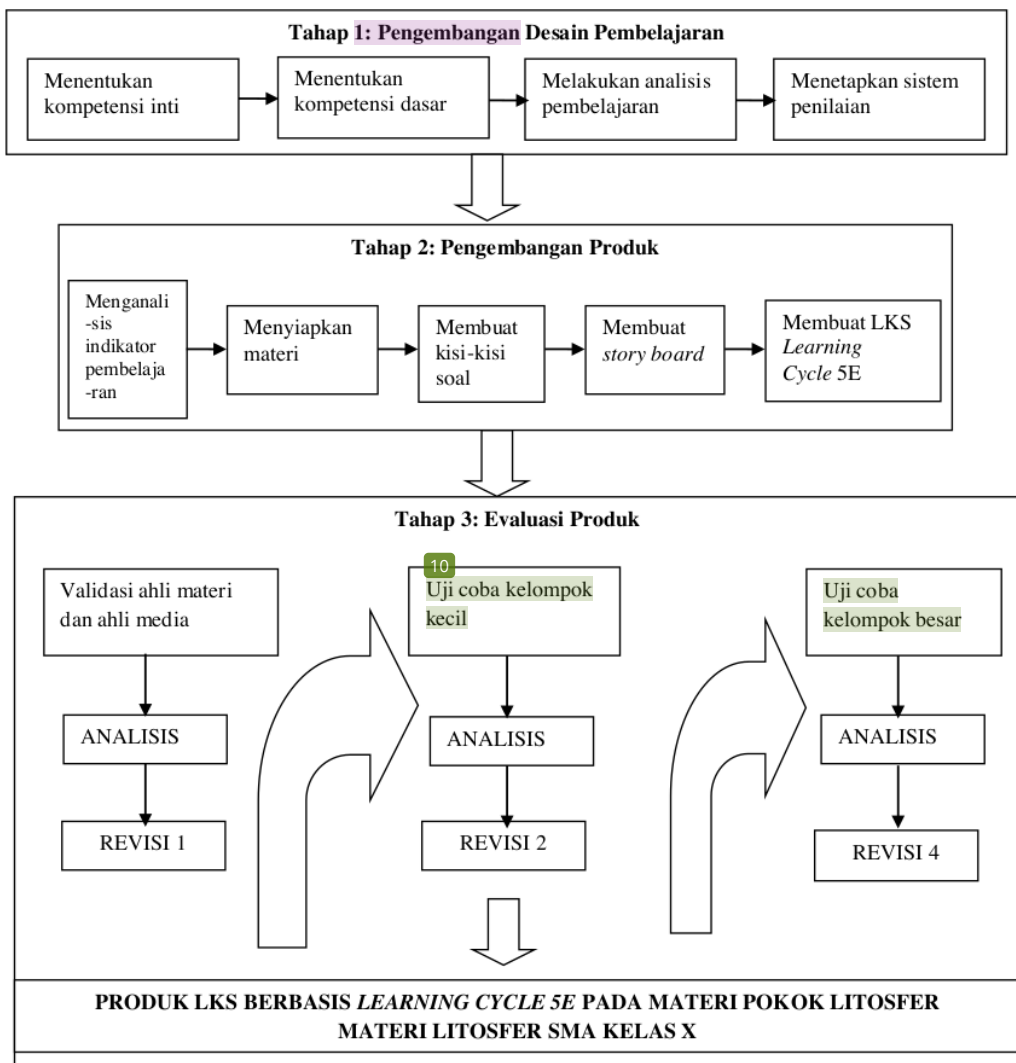 Tahap 1: Pengembangan Desain Pembelajaran
Menentukan
kompetensi inti
Menentukan
kompetensi dasar
Melakukan analisis
pembelajaran
Menetapkan sistem
penilaian
Tahap 2: Pengembangan Produk
Menganali
-sis
indikator
pembelaja
-ran
Menyiapkan
materi
Membuat
kisi-kisi
soal
Membuat
story board
Membuat LKS
Learning
Cycle 5E
Tahap 3: Evaluasi Produk
Validasi ahli materi
dan ahli media
ANALISIS
REVISI 1
10
Uji coba kelompok
kecil
ANALISIS
REVISI 2
Uji coba
kelompok besar
ANALISIS
REVISI 4
PRODUK LKS BERBASIS LEARNING CYCLE 5E PADA MATERI POKOK LITOSFER
MATERI LITOSFER SMA KELAS X